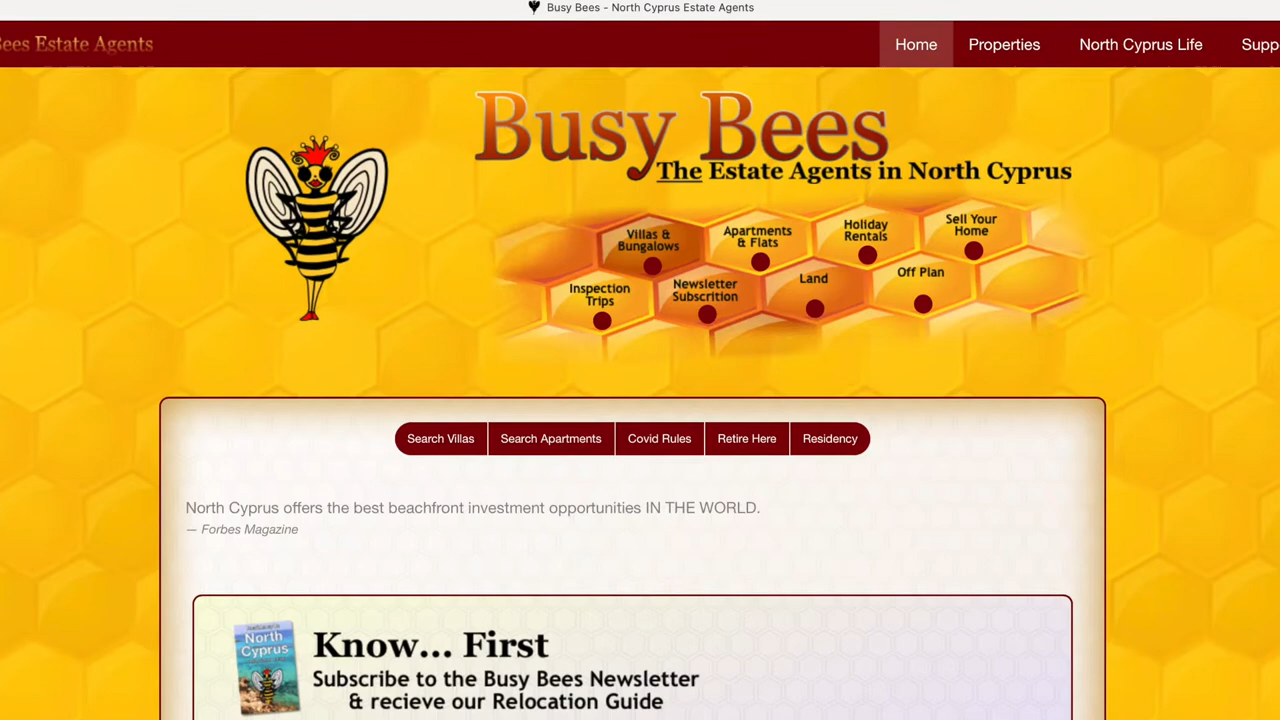 Busy Bees - North Cyprus Estate Agents
Bees Estate Agents
Home
Properties
North Cyprus Life
Supp
Busy Bees
The Estate Agents in North Cyprus
Villas &
Bungalows
Apartments
& Flats
Holiday
Rentals
Sell Your
Home
Inspection
Trips
Newsletter
Subscrition
Land
Off Plan
Search Villas
Search Apartments
Covid Rules
Retire Here
Residency
North Cyprus offers the best beachfront investment opportunities IN THE WORLD.
— Forbes Magazine
North
Cyprus
Know... First
Subscribe to the Busy Bees Newsletter
& recieve our Relocation Guide